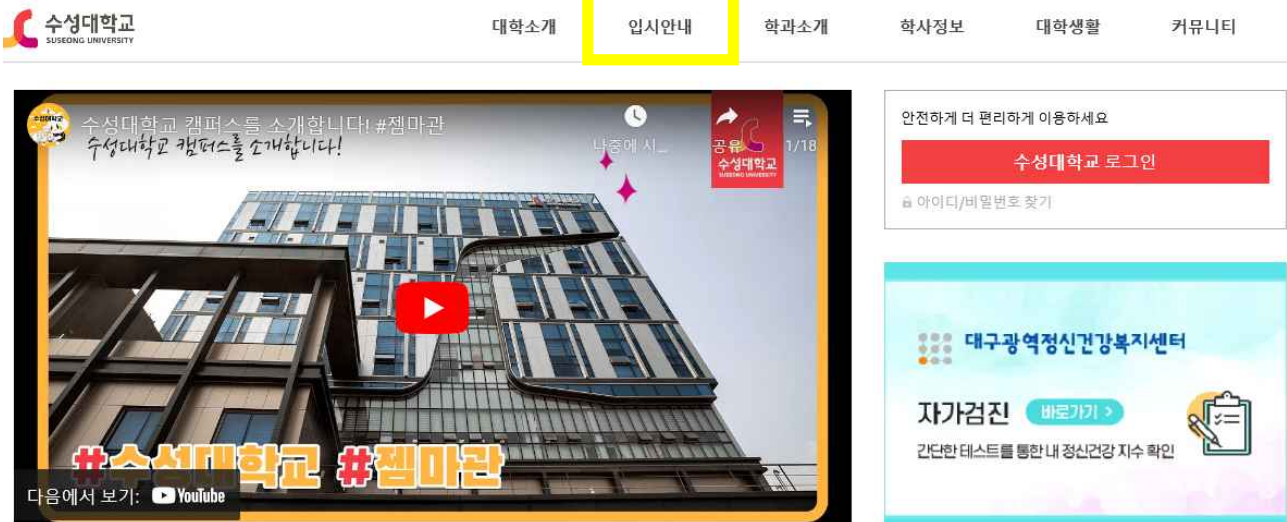 수성대학교
SUSEONG UNIVERSITY
대학소개
입시안내
학과소개
학사정보
대학생활
커뮤니티
수성대학교
수성대학교 캠퍼스를 소개합니다! #젬마관
수성대학교 캠퍼스를 소개합니다!
나중에 시...
공유
1/18
수성대학교
SUSEONG UNIVERSITY
#수성대학교 #젬마관
다음에서 보기: YouTube
안전하게 더 편리하게 이용하세요
수성대학교 로그인
아이디/비밀번호 찾기
대구광역정신건강복지센터
자가검진 바로가기 >
간단한 테스트를 통한 내 정신건강 지수 확인